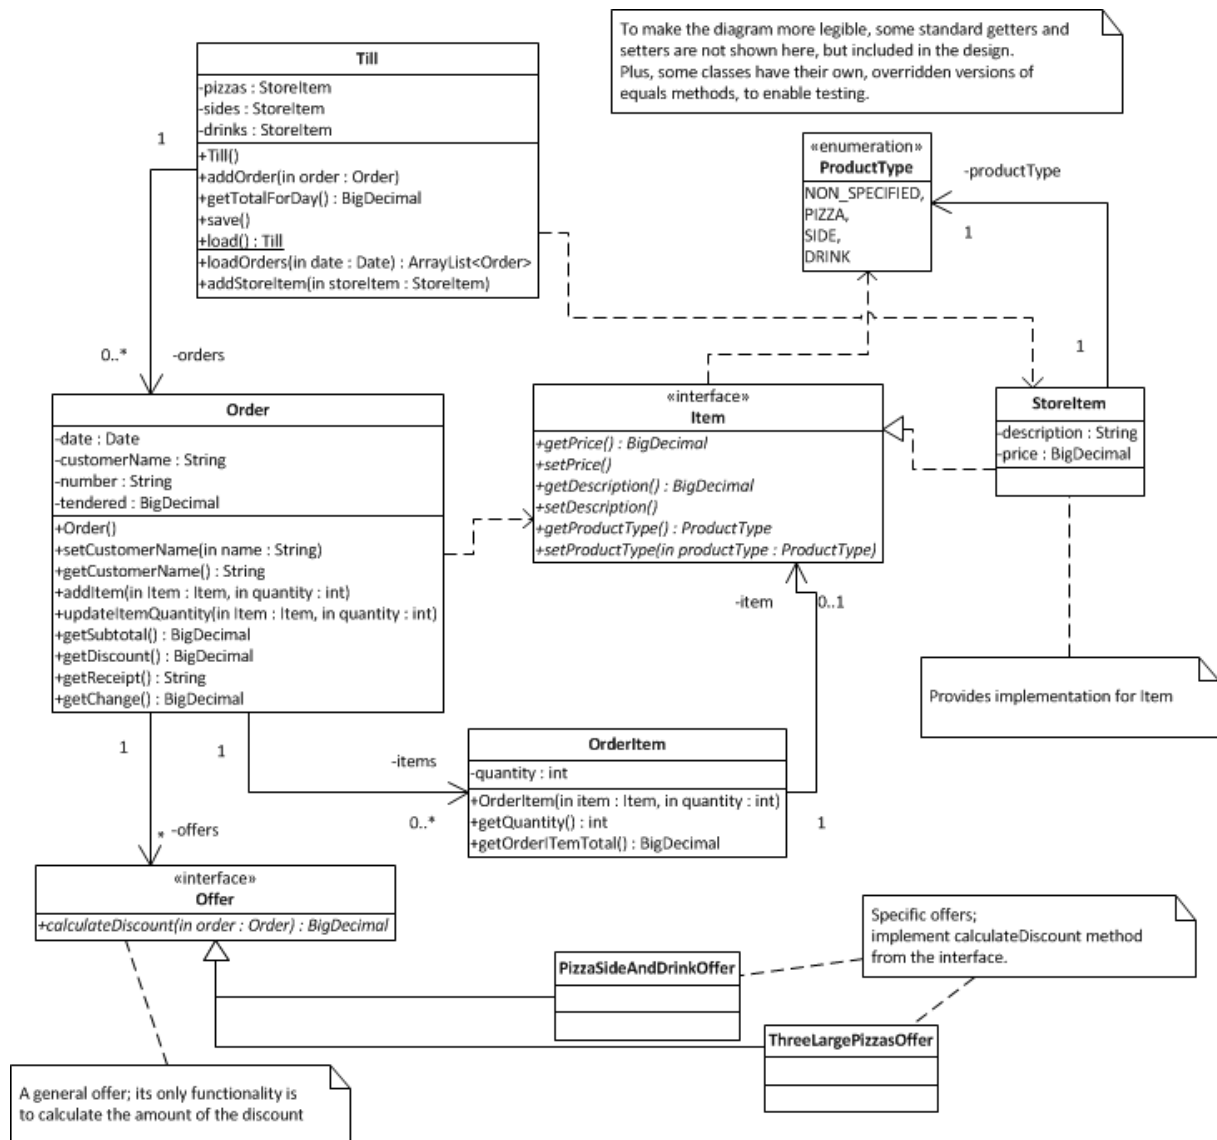 To make the diagram more legible, some standard getters and
setters are not shown here, but included in the design.
Plus, some classes have their own, overridden versions of
equals methods, to enable testing.
Till
-pizzas : StoreItem
-sides : StoreItem
-drinks : StoreItem
+Till()
+addOrder(in order : Order)
+getTotalForDay() : BigDecimal
+save()
+load() : Till
+loadOrders(in date : Date) : ArrayList<Order>
+addStoreItem(in storeItem : StoreItem)
1
0..*
-orders
«enumeration»
ProductType
NON_SPECIFIED,
PIZZA,
SIDE,
DRINK
-productType
1
1
Order
-date : Date
-customerName : String
-number : String
-tendered : BigDecimal
+Order()
+setCustomerName(in name : String)
+getCustomerName() : String
+addItem(in Item : Item, in quantity : int)
+updateItemQuantity(in Item : Item, in quantity : int)
+getSubtotal() : BigDecimal
+getDiscount() : BigDecimal
+getReceipt() : String
+getChange() : BigDecimal
«interface»
Item
+getPrice() : BigDecimal
+setPrice()
+getDescription() : BigDecimal
+setDescription()
+getProductType() : ProductType
+setProductType(in productType : ProductType)
StoreItem
-description : String
-price : BigDecimal
-item
0..1
Provides implementation for Item
1
1
-items
0..*
OrderItem
-quantity : int
+OrderItem(in item : Item, in quantity : int)
+getQuantity() : int
+getOrderITemTotal() : BigDecimal
1
*
-offers
«interface»
Offer
+calculateDiscount(in order : Order) : BigDecimal
Specific offers;
implement calculateDiscount method
from the interface.
PizzaSideAndDrinkOffer
ThreeLargePizzasOffer
A general offer; its only functionality is
to calculate the amount of the discount